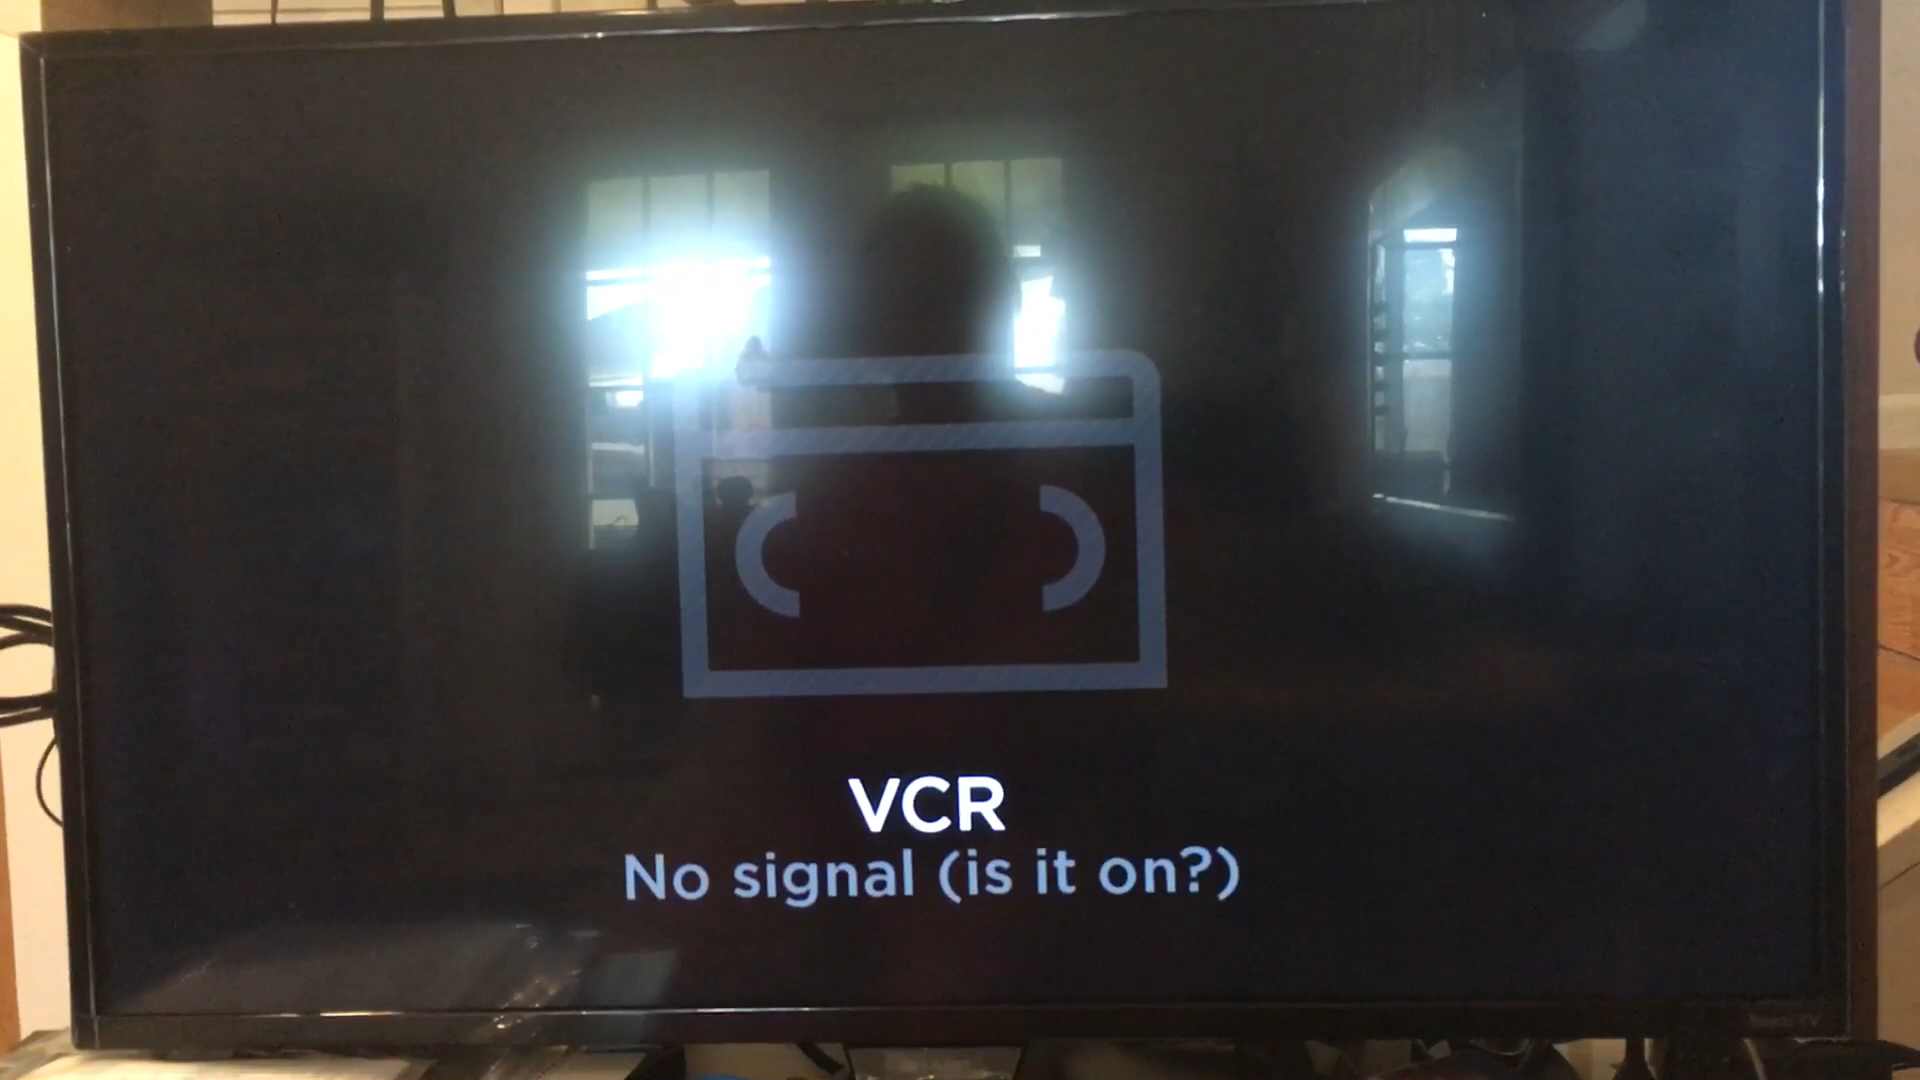 VCR
No signal (is it on?)